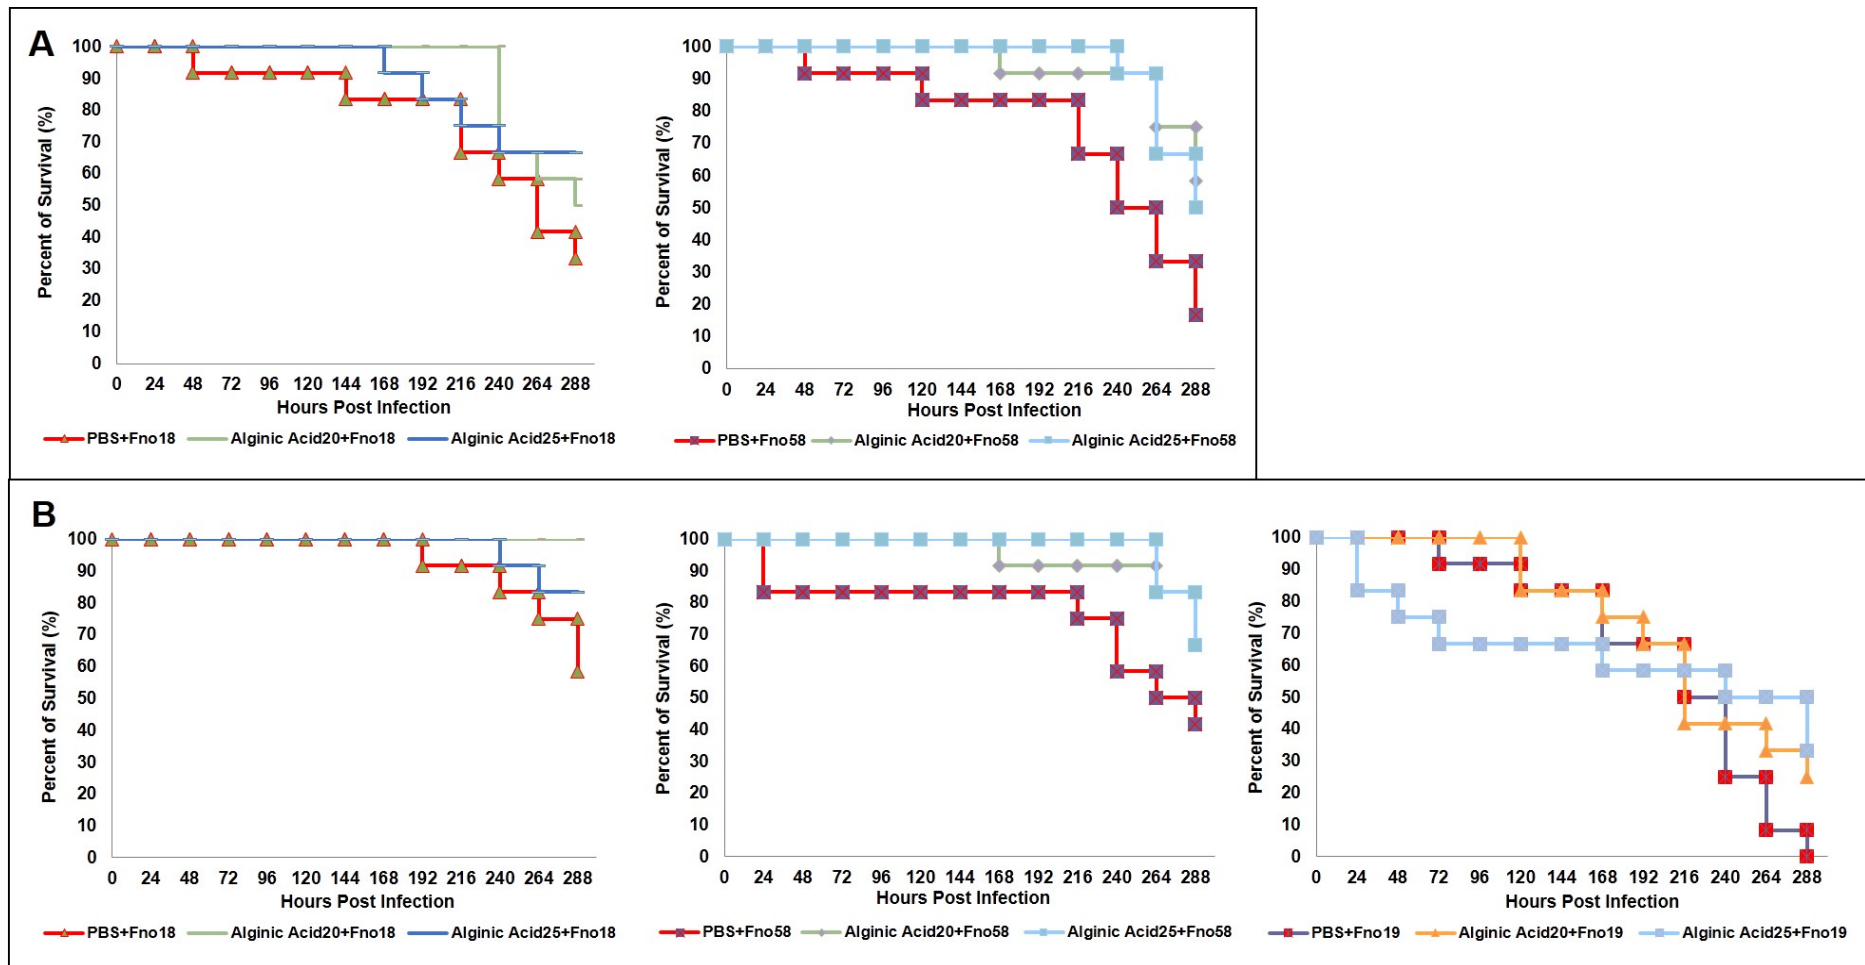 A
Percent of Survival (%)
100
90
80
70
60
50
40
30
20
10
0
0 24 48 72 96 120 144 168 192 216 240 264 288
Hours Post Infection
PBS+Fno18 Alginic Acid20+Fno18 Alginic Acid25+Fno18
Percent of Survival (%)
100
90
80
70
60
50
40
30
20
10
0
0 24 48 72 96 120 144 168 192 216 240 264 288
Hours Post Infection
PBS+Fno58 Alginic Acid20+Fno58 Alginic Acid25+Fno58
B
Percent of Survival (%)
100
90
80
70
60
50
40
30
20
10
0
0 24 48 72 96 120 144 168 192 216 240 264 288
Hours Post Infection
PBS+Fno18 Alginic Acid20+Fno18 Alginic Acid25+Fno18
Percent of Survival (%)
100
90
80
70
60
50
40
30
20
10
0
0 24 48 72 96 120 144 168 192 216 240 264 288
Hours Post Infection
PBS+Fno58 Alginic Acid20+Fno58 Alginic Acid25+Fno58
Percent of Survival (%)
100
90
80
70
60
50
40
30
20
10
0
0 24 48 72 96 120 144 168 192 216 240 264 288
Hours Post Infection
PBS+Fno19 Alginic Acid20+Fno19 Alginic Acid25+Fno19